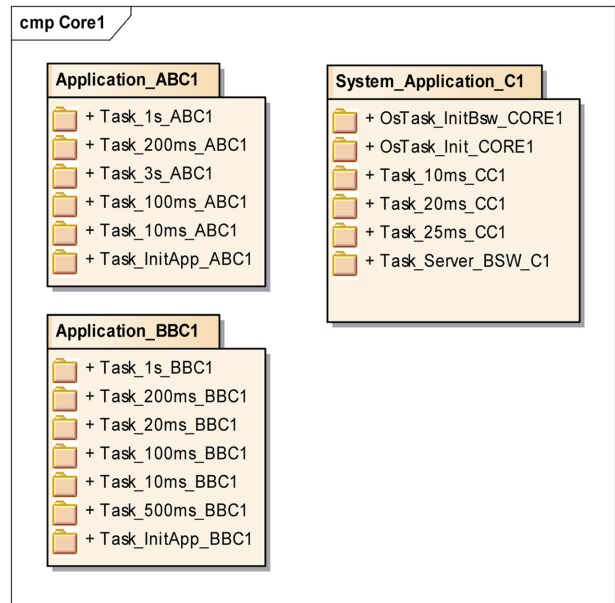 cmp Core1
Application_ABC1
+ Task_1s_ABC1
+ Task_200ms_ABC1
+ Task_3s_ABC1
+ Task_100ms_ABC1
+ Task_10ms_ABC1
+ Task_InitApp_ABC1
System_Application_C1
+ OsTask_InitBsw_CORE1
+ OsTask_Init_CORE1
+ Task_10ms_CC1
+ Task_20ms_CC1
+ Task_25ms_CC1
+ Task_Server_BSW_C1
Application_BBC1
+ Task_1s_BBC1
+ Task_200ms_BBC1
+ Task_20ms_BBC1
+ Task_100ms_BBC1
+ Task_10ms_BBC1
+ Task_500ms_BBC1
+ Task_InitApp_BBC1